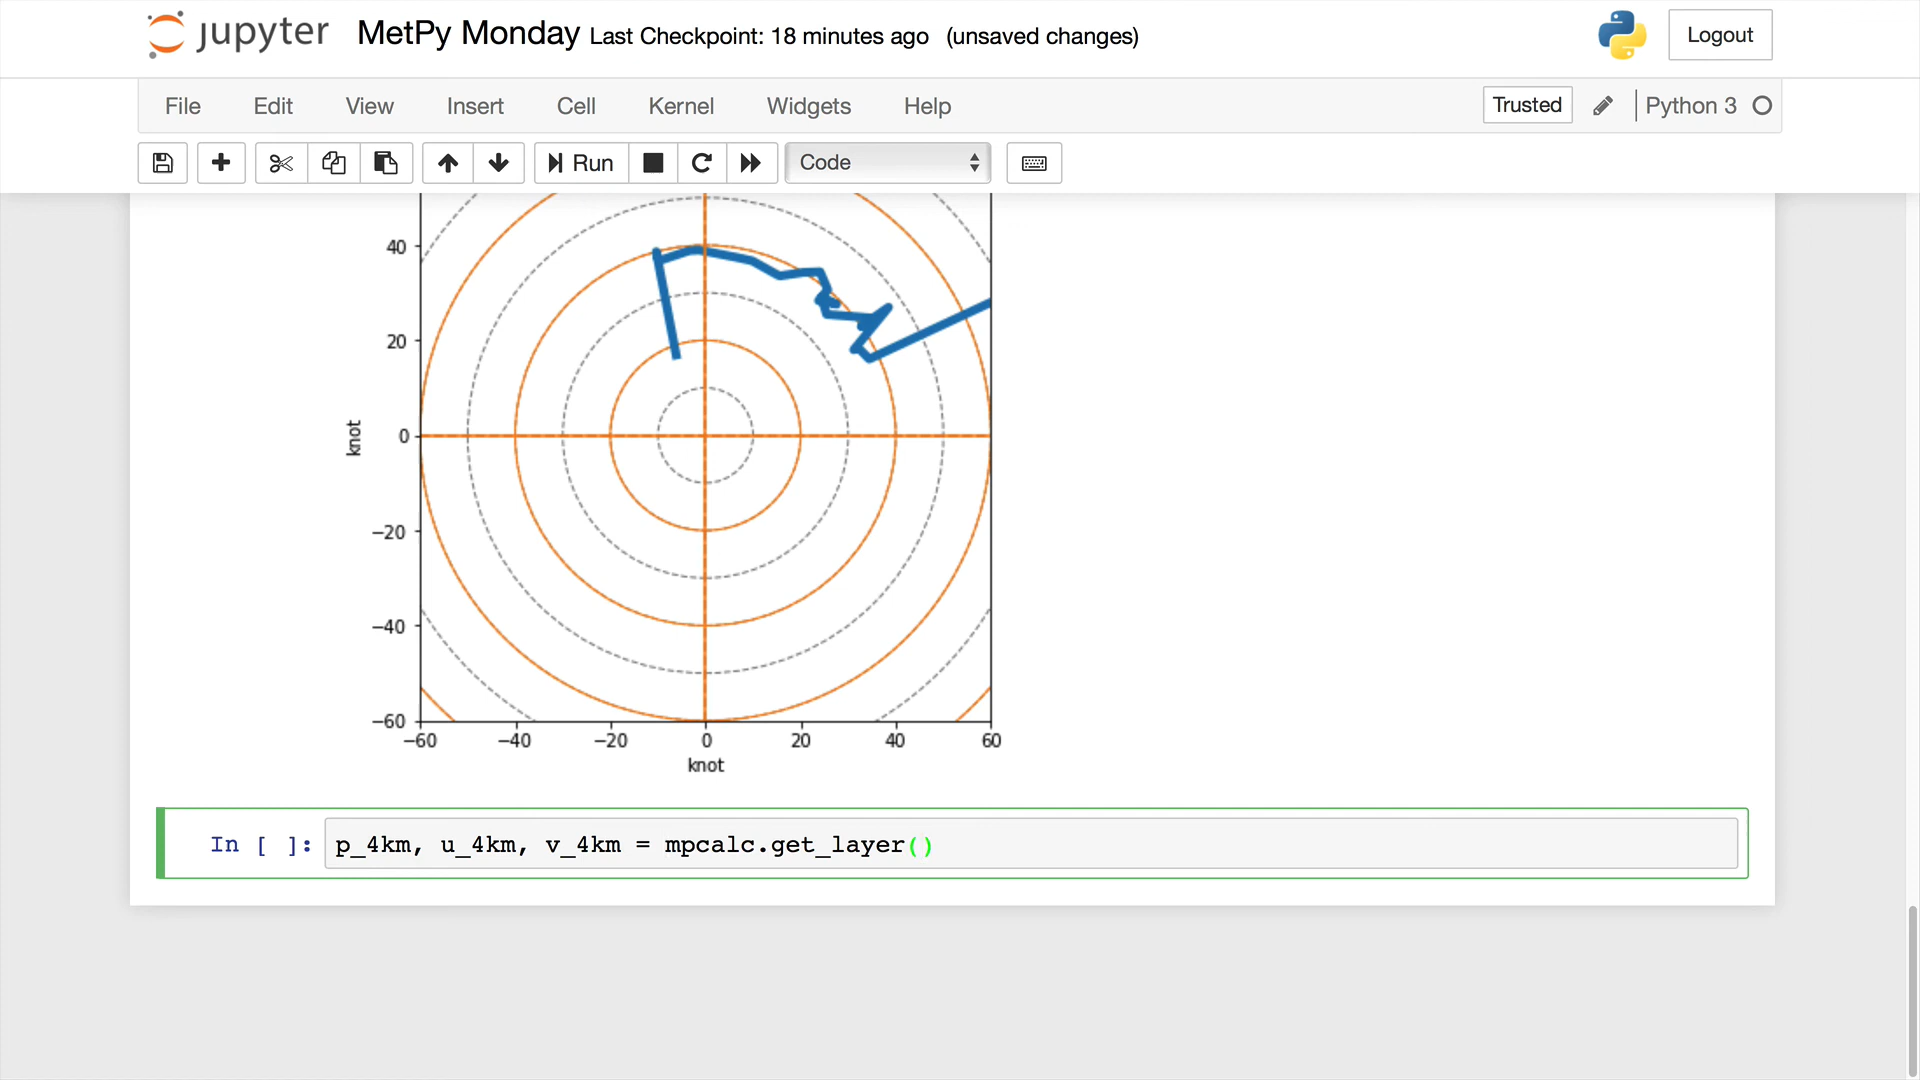 jupyter MetPy Monday Last Checkpoint: 18 minutes ago (unsaved changes) Logout
File Edit View Insert Cell Kernel Widgets Help Trusted Python 3
Run Code
40
20
0
knot
−20
−40
−60
−60 −40 −20 0 20 40 60
knot
In [ ]: p_4km, u_4km, v_4km = mpcalc.get_layer()